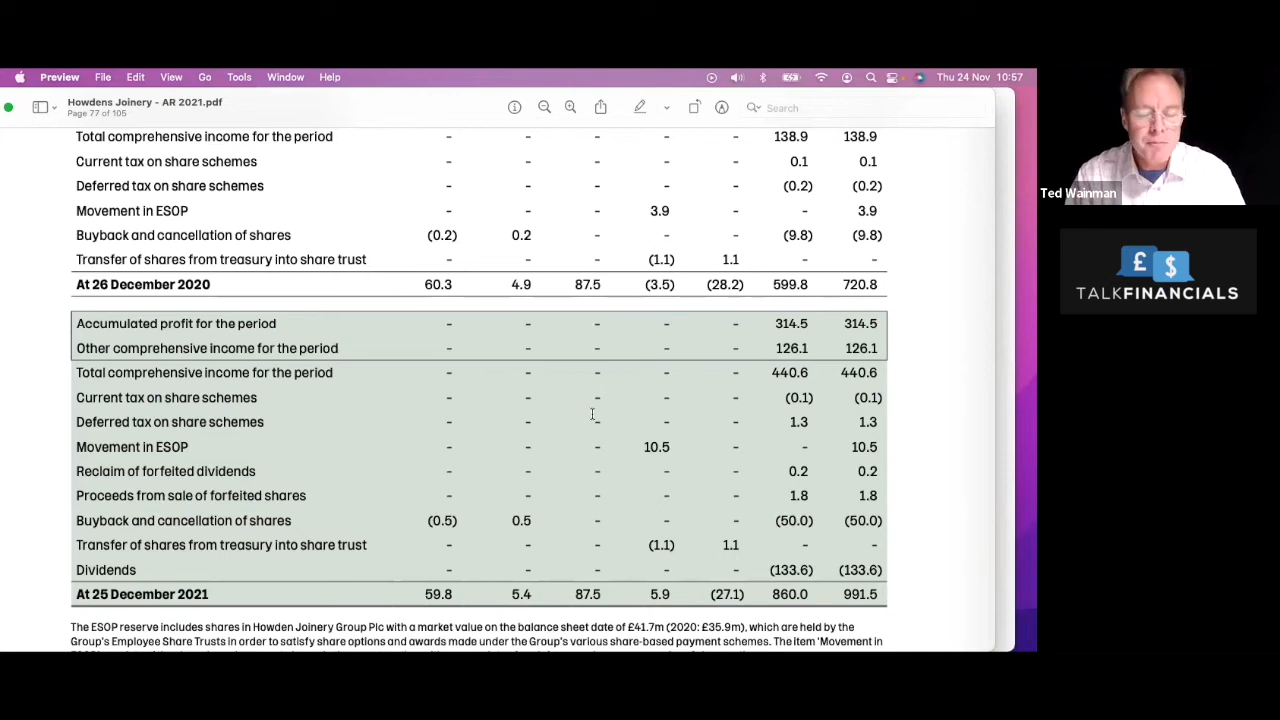 Preview File Edit View Go Tools Window Help Thu 24 Nov 10:57
Howdens Joinery - AR 2021.pdf
Page 77 of 105
Search
Total comprehensive income for the period - - - - - 138.9 138.9
Current tax on share schemes - - - - - 0.1 0.1
Deferred tax on share schemes - - - - - (0.2) (0.2)
Movement in ESOP - - - 3.9 - - 3.9
Buyback and cancellation of shares (0.2) 0.2 - - - (9.8) (9.8)
Transfer of shares from treasury into share trust - - - (1.1) 1.1 - -
At 26 December 2020 60.3 4.9 87.5 (3.5) (28.2) 599.8 720.8
Accumulated profit for the period - - - - - 314.5 314.5
Other comprehensive income for the period - - - - - 126.1 126.1
Total comprehensive income for the period - - - - - 440.6 440.6
Current tax on share schemes - - - - - (0.1) (0.1)
Deferred tax on share schemes - - - - - 1.3 1.3
Movement in ESOP - - - 10.5 - - 10.5
Reclaim of forfeited dividends - - - - - 0.2 0.2
Proceeds from sale of forfeited shares - - - - - 1.8 1.8
Buyback and cancellation of shares (0.5) 0.5 - - - (50.0) (50.0)
Transfer of shares from treasury into share trust - - - (1.1) 1.1 - -
Dividends - - - - - (133.6) (133.6)
At 25 December 2021 59.8 5.4 87.5 5.9 (27.1) 860.0 991.5
The ESOP reserve includes shares in Howden Joinery Group Plc with a market value on the balance sheet date of £41.7m (2020: £35.9m), which are held by the
Group's Employee Share Trusts in order to satisfy share options and awards made under the Group's various share-based payment schemes. The item 'Movement in
Ted Wainman
£ $
TALKFINANCIALS